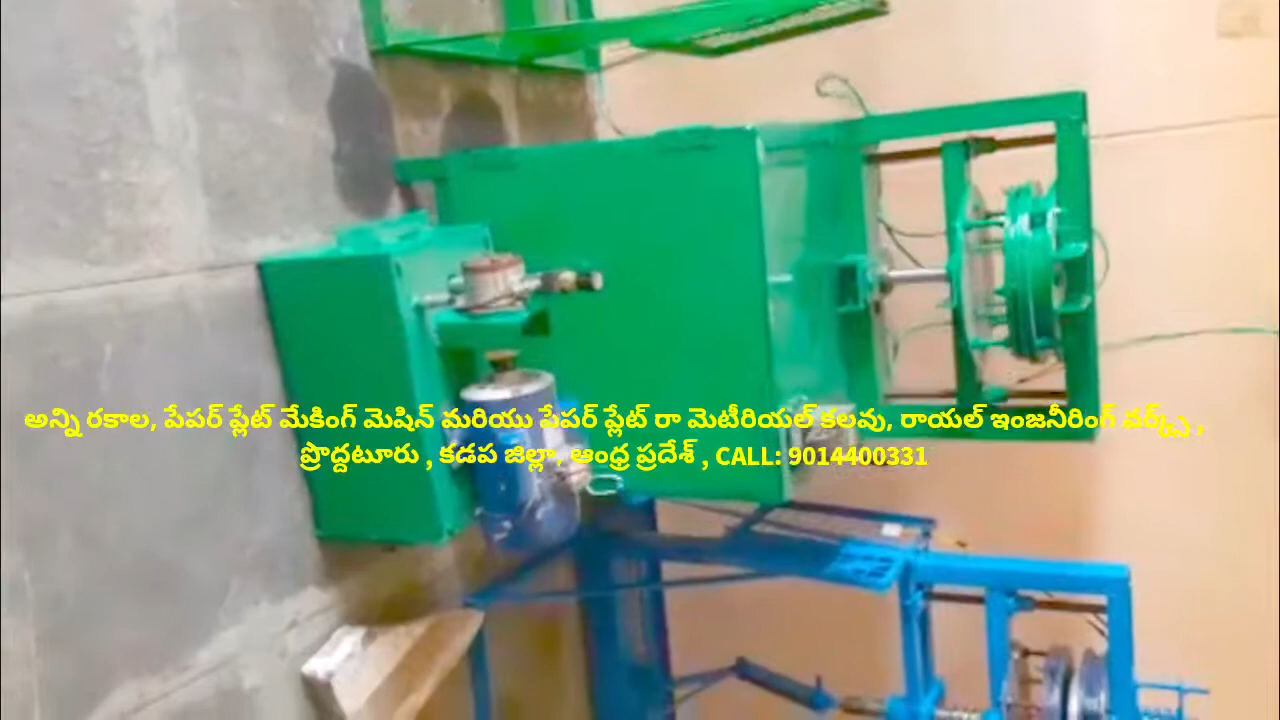 అన్ని రకాల, పేపర్ ప్లేట్ మేకింగ్ మెషిన్ మరియు పేపర్ ప్లేట్ రా మెటీరియల్ కలవు, రాయల్ ఇంజనీరింగ్ వర్క్స్ ,
ప్రొద్దటూరు , కడప జిల్లా, ఆంధ్ర ప్రదేశ్ , CALL: 9014400331